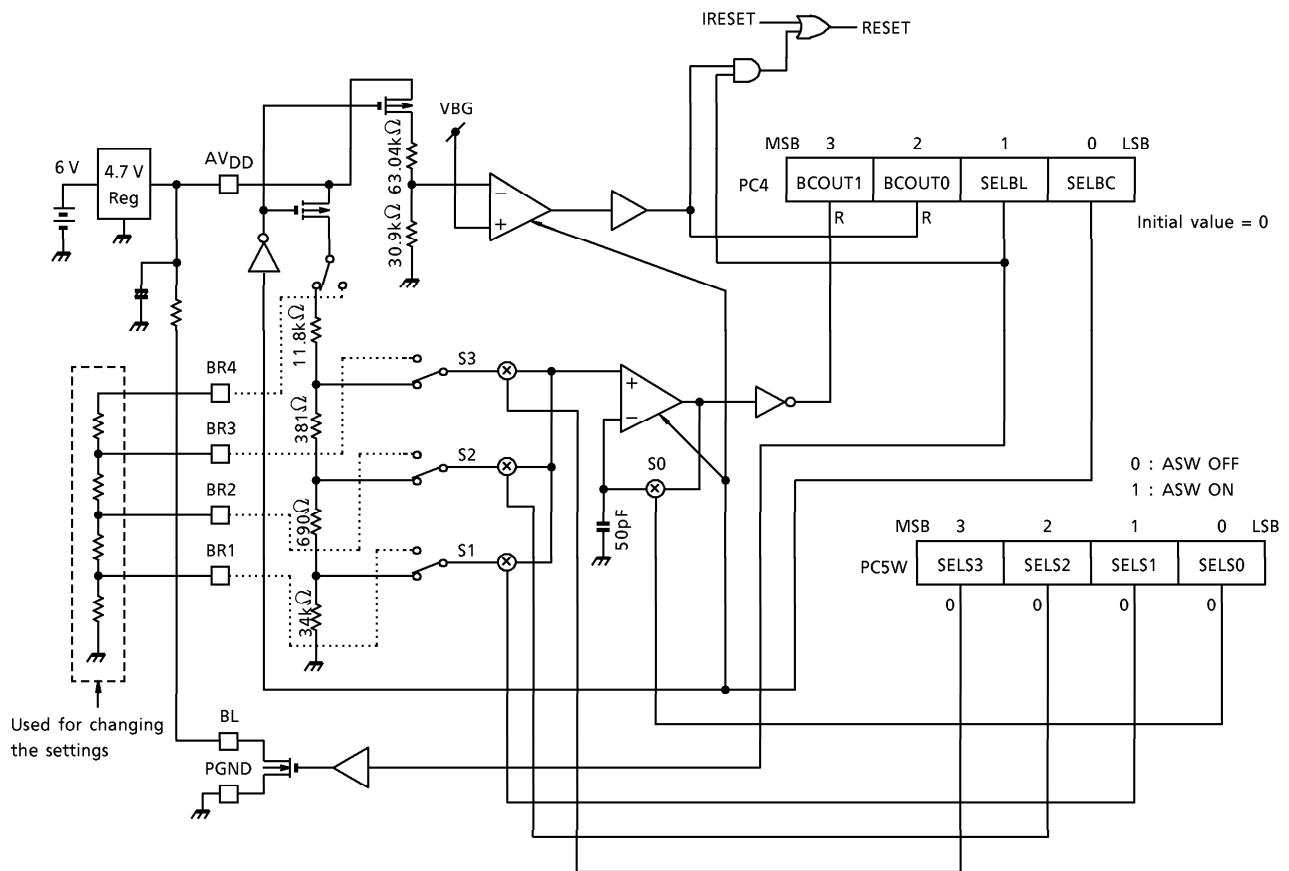 IRESET
RESET
VBG
MSB 3 2 1 0 LSB
PC4 BCOUT1 BCOUT0 SELBL SELBC
R R
Initial value = 0
6 V
4.7 V
Reg
AVDD
63.04kΩ
30.9kΩ
−
+
11.8kΩ
381Ω
690Ω
34kΩ
BR4
BR3
BR2
BR1
S3
S2
S1
+
−
S0
50pF
0 : ASW OFF
1 : ASW ON
MSB 3 2 1 0 LSB
PC5W SELS3 SELS2 SELS1 SELS0
0 0 0 0
Used for changing
the settings
BL
PGND